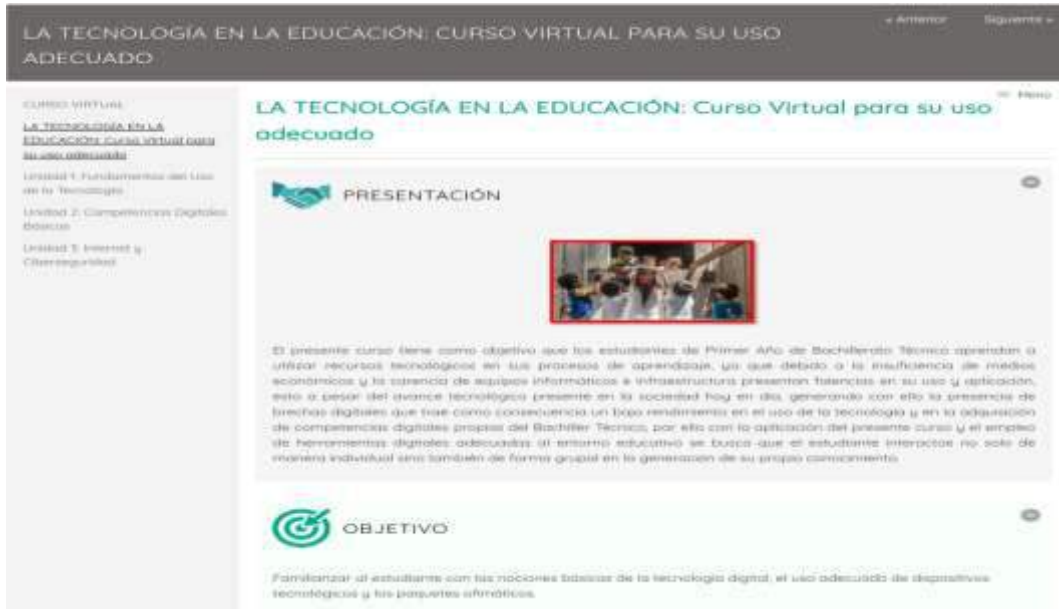 LA TECNOLOGÍA EN LA EDUCACIÓN: CURSO VIRTUAL PARA SU USO
ADECUADO
« Anterior
Siguiente »
Menú
CURSO VIRTUAL
LA TECNOLOGÍA EN LA
EDUCACIÓN: Curso Virtual para
su uso adecuado
Unidad 1: Fundamentos del Uso
de la Tecnología
Unidad 2: Competencias Digitales
Básicas
Unidad 3: Internet y
Ciberseguridad
LA TECNOLOGÍA EN LA EDUCACIÓN: Curso Virtual para su uso
adecuado
PRESENTACIÓN
El presente curso tiene como objetivo que los estudiantes de Primer Año de Bachillerato Técnico aprendan a
utilizar recursos tecnológicos en sus procesos de aprendizaje, ya que debido a la insuficiencia de medios
económicos y la carencia de equipos informáticos e infraestructura presentan falencias en su uso y aplicación,
esto a pesar del avance tecnológico presente en la sociedad hoy en día, generando con ello la presencia de
brechas digitales que trae como consecuencia un bajo rendimiento en el uso de la tecnología y en la adquisición
de competencias digitales propias del Bachiller Técnico, por ello con la aplicación del presente curso y el empleo
de herramientas digitales adecuadas al entorno educativo se busca que el estudiante interactúe no solo de
manera individual sino también de forma grupal en la generación de su propio conocimiento.
OBJETIVO
Familiarizar al estudiante con las nociones básicas de la tecnología digital, el uso adecuado de dispositivos
tecnológicos y los paquetes ofimáticos.